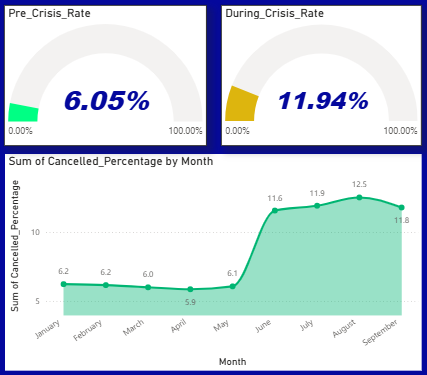 Pre_Crisis_Rate
6.05%
0.00%
100.00%
During_Crisis_Rate
11.94%
0.00%
100.00%
Sum of Cancelled_Percentage by Month
Sum of Cancelled_Percentage
10
5
6.2
6.2
6.0
5.9
6.1
11.6
11.9
12.5
11.8
January
February
March
April
May
June
July
August
September
Month